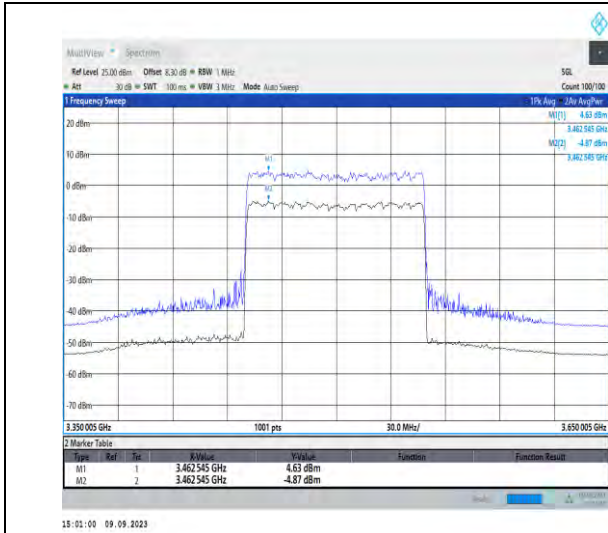 MultiView Spectrum
Ref Level 25.00 dBm Offset 8.30 dB RBW 1 MHz SGL
Att 30 dB SWT 100 ms VBW 3 MHz Mode Auto Sweep Count 100/100
1 Frequency Sweep 1Pk Avg 2Av AvgPwr
M1[1] 4.63 dBm
3.462 545 GHz
M2[2] -4.87 dBm
3.462 545 GHz
20 dBm
10 dBm
M1
0 dBm
M2
-10 dBm
-20 dBm
-30 dBm
-40 dBm
-50 dBm
-60 dBm
-70 dBm
3.350 005 GHz 1001 pts 30.0 MHz/ 3.650 005 GHz
2 Marker Table
Type Ref Trc X-Value Y-Value Function Function Result
M1 1 3.462 545 GHz 4.63 dBm
M2 2 3.462 545 GHz -4.87 dBm
15:01:00 09.09.2023